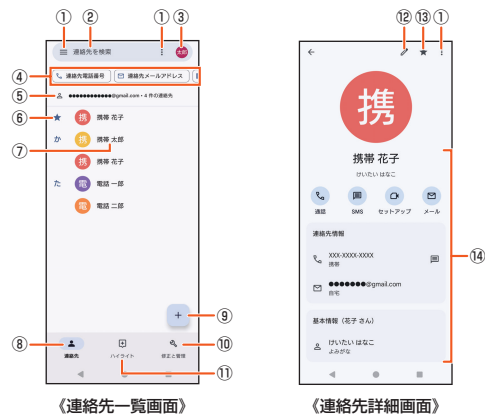 ① ② ① ③
連絡先を検索 太郎
④ 連絡先電話番号 連絡先メールアドレス
⑤ ●●●●●●●●●●●●@gmail.com・4 件の連絡先
⑥ ★ 携 携帯 花子
⑦ か 携 携帯 太郎
携 携帯 花子
た 電 電話 一郎
電 電話 二郎
+ ⑨
⑧ ⑩
連絡先 ハイライト 修正と管理
⑪
《連絡先一覧画面》
⑫ ⑬ ①
携
携帯 花子
けいたい はなこ
通話 SMS セットアップ メール
連絡先情報
XXX-XXXX-XXXX
携帯
⑭
●●●●●●●@gmail.com
自宅
基本情報（花子 さん）
けいたい はなこ
よみがな
《連絡先詳細画面》